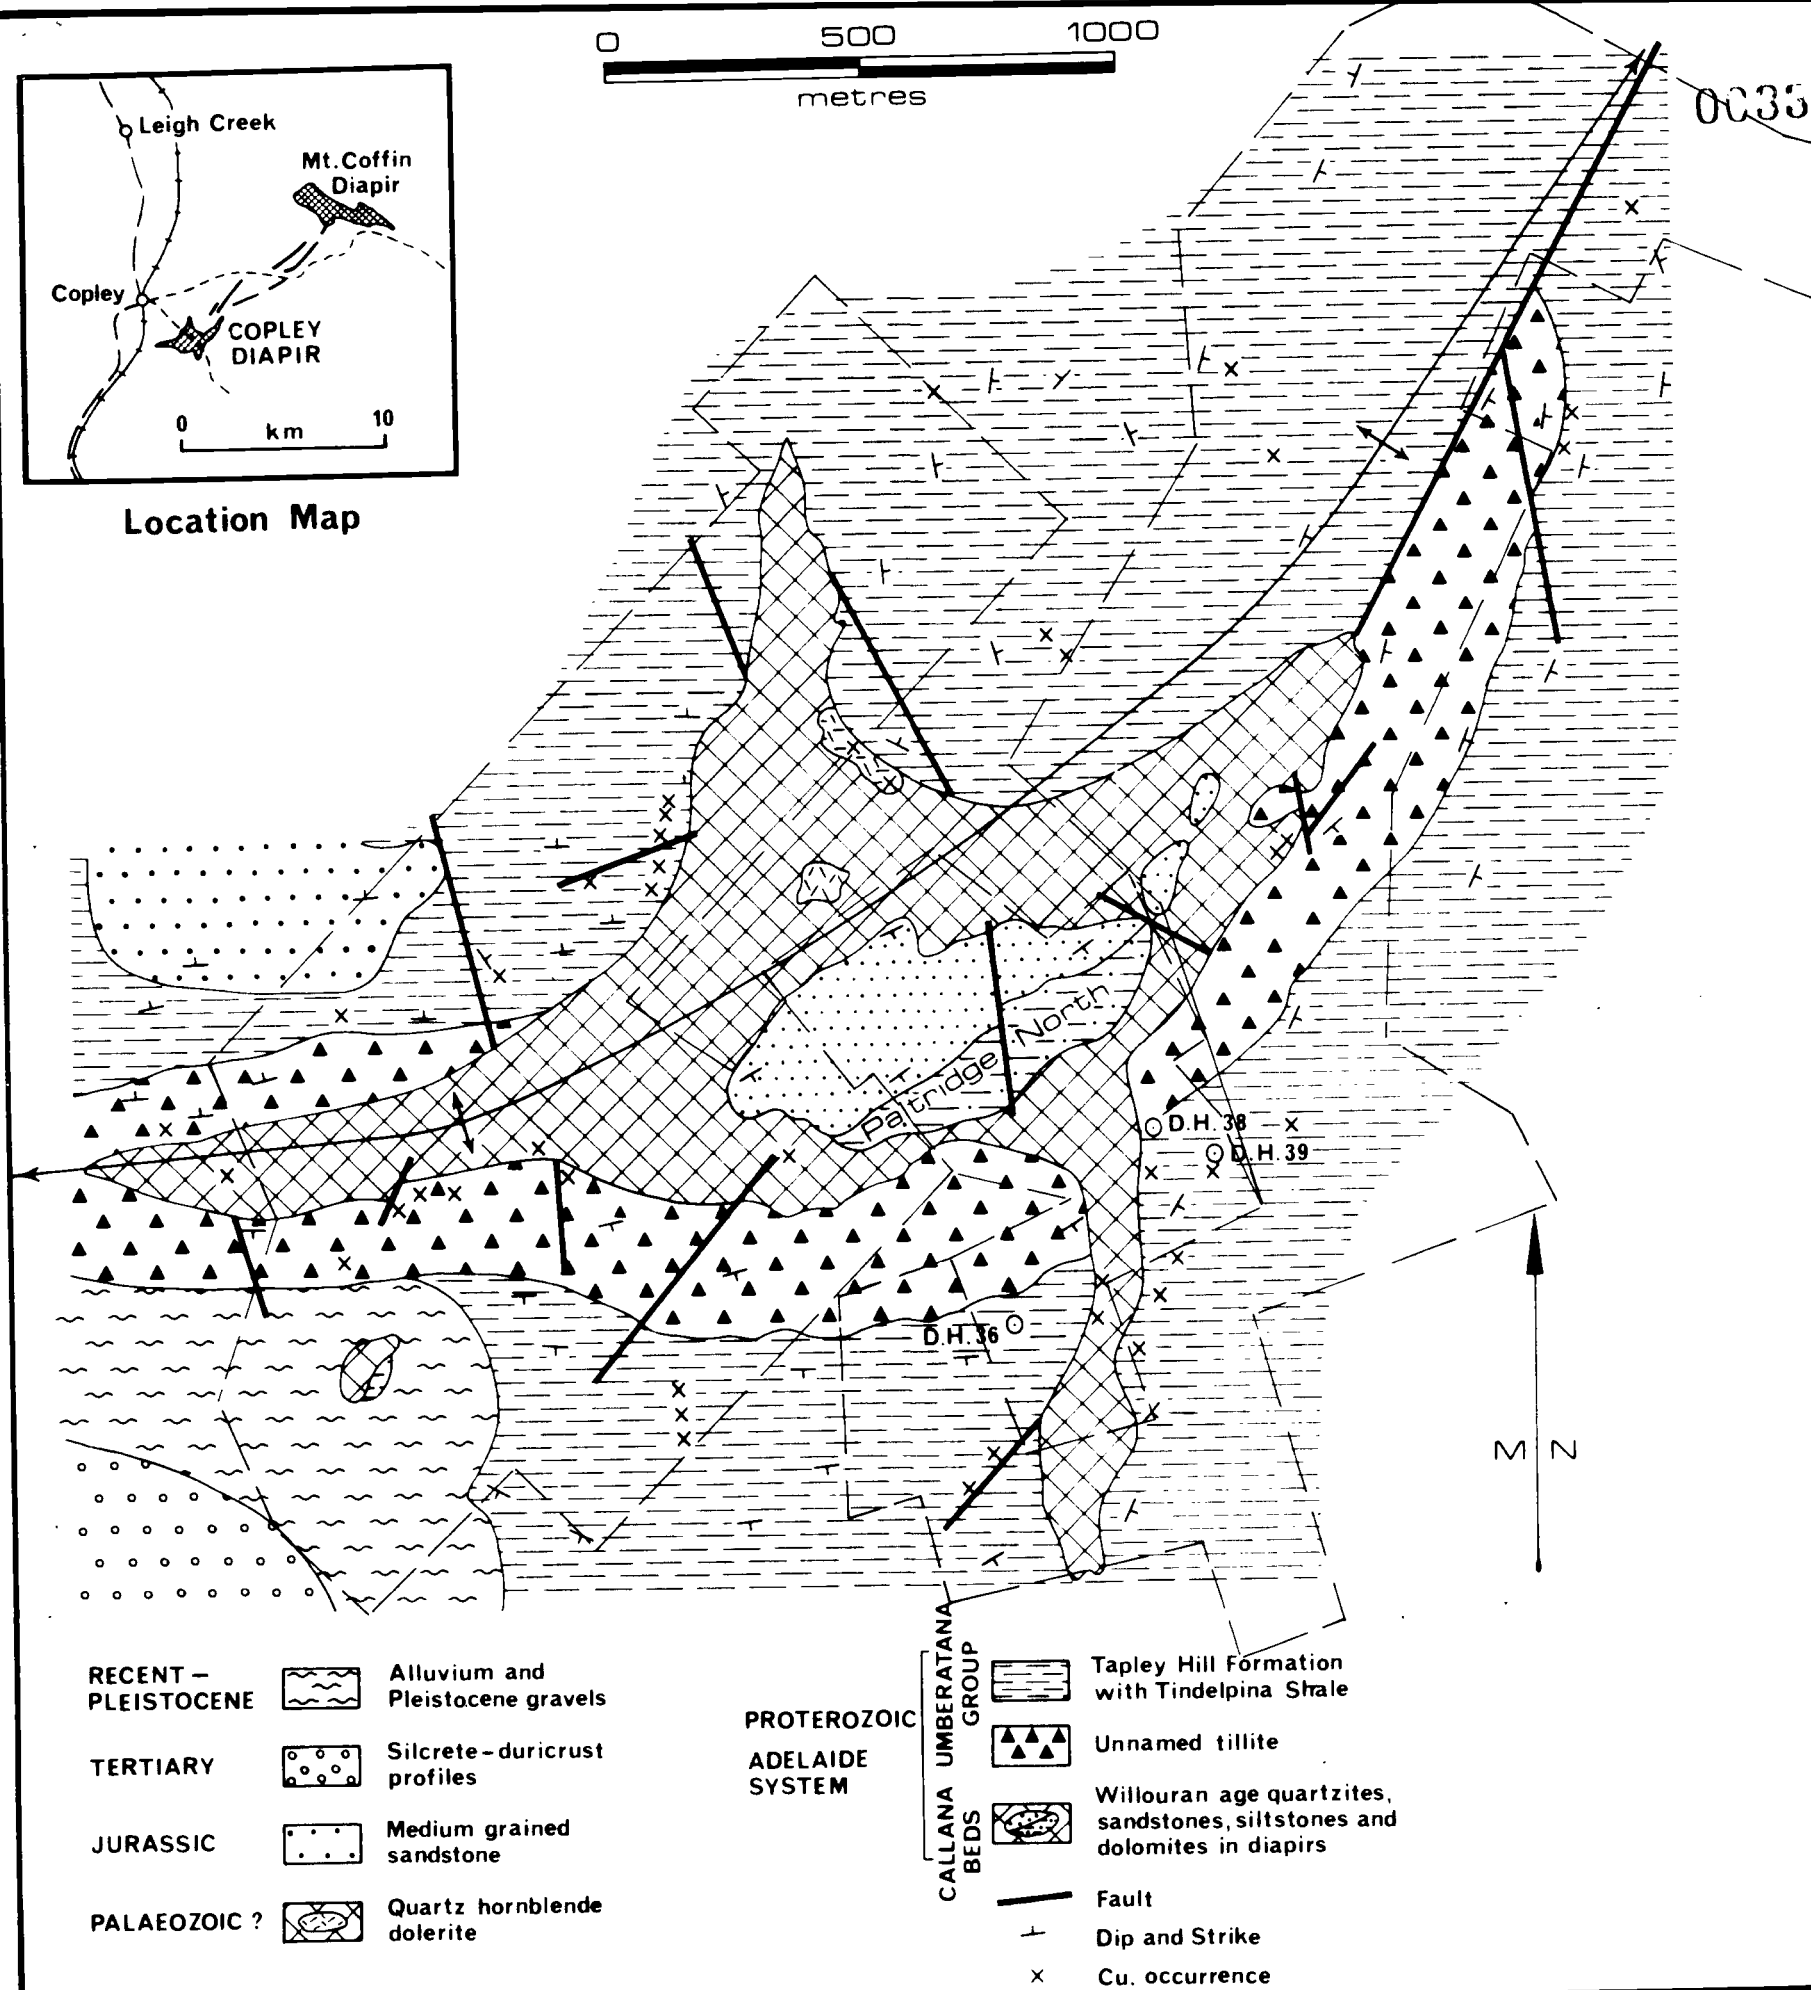 0 500 1000
metres
0033
Leigh Creek
Mt. Coffin
Diapir
Copley
COPLEY
DIAPIR
0 10
km
Location Map
Paltridge North
D.H. 38
D.H. 39
D.H. 36
M N
RECENT –
PLEISTOCENE
Alluvium and
Pleistocene gravels
TERTIARY
Silcrete – duricrust
profiles
JURASSIC
Medium grained
sandstone
PALAEOZOIC ?
Quartz hornblende
dolerite
PROTEROZOIC
ADELAIDE
SYSTEM
UMBERATANA
GROUP
CALLANA
BEDS
Tapley Hill Formation
with Tindelpina Shale
Unnamed tillite
Willouran age quartzites,
sandstones, siltstones and
dolomites in diapirs
Fault
Dip and Strike
Cu. occurrence